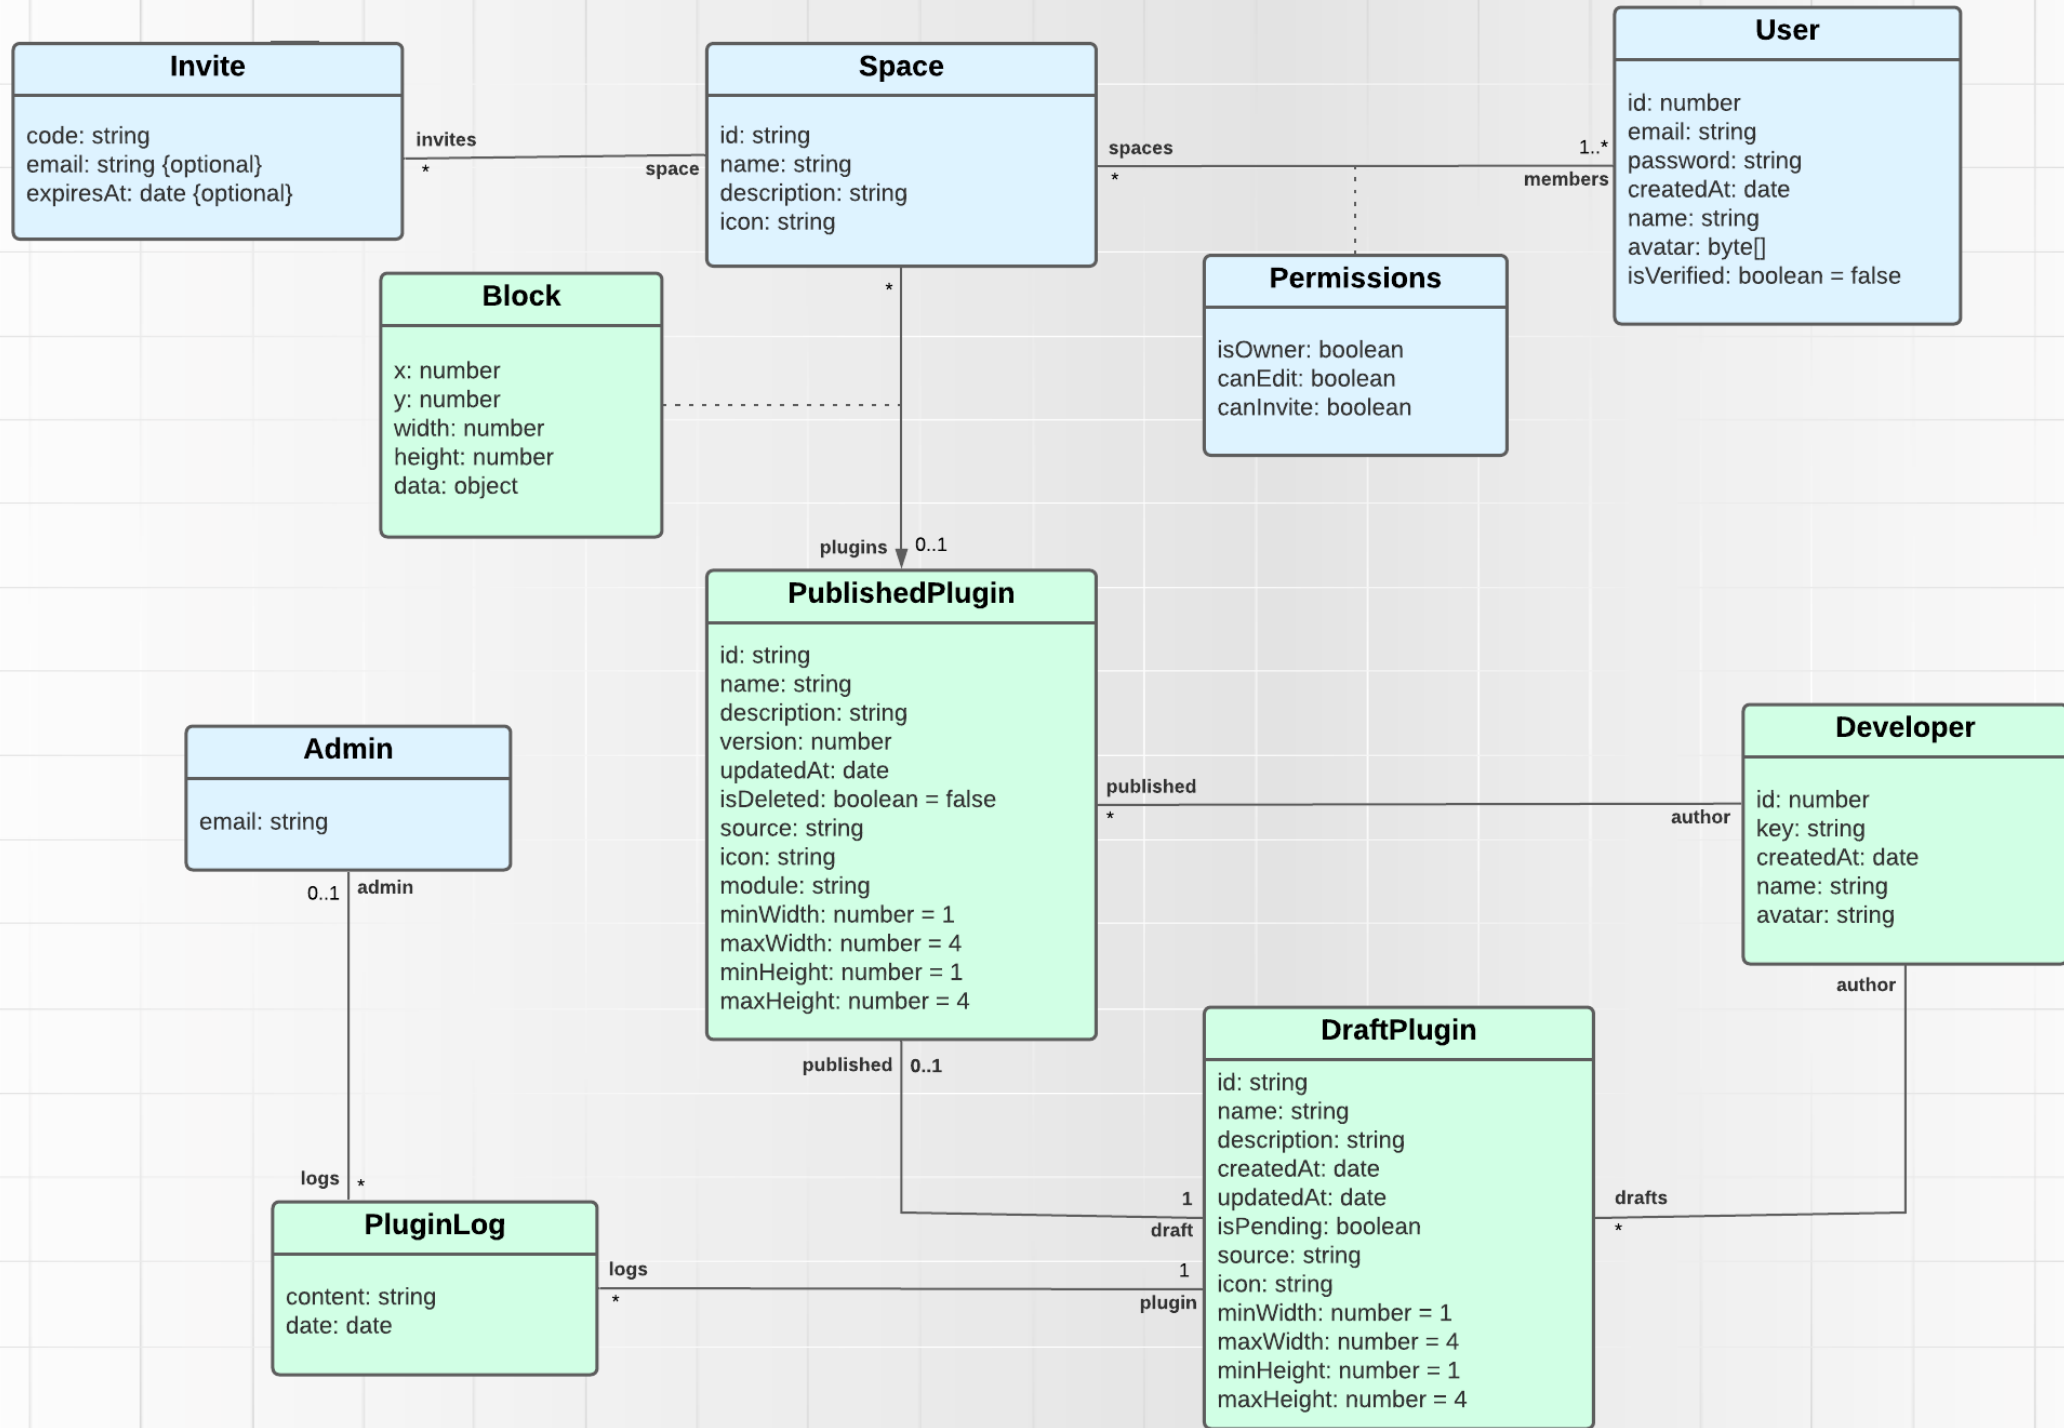 Invite
code: string
email: string {optional}
expiresAt: date {optional}
invites
*
space
Space
id: string
name: string
description: string
icon: string
spaces
*
1..*
members
User
id: number
email: string
password: string
createdAt: date
name: string
avatar: byte[]
isVerified: boolean = false
Block
x: number
y: number
width: number
height: number
data: object
*
plugins
0..1
Permissions
isOwner: boolean
canEdit: boolean
canInvite: boolean
PublishedPlugin
id: string
name: string
description: string
version: number
updatedAt: date
isDeleted: boolean = false
source: string
icon: string
module: string
minWidth: number = 1
maxWidth: number = 4
minHeight: number = 1
maxHeight: number = 4
published
*
author
Developer
id: number
key: string
createdAt: date
name: string
avatar: string
author
Admin
email: string
0..1
admin
logs
*
published
0..1
1
draft
DraftPlugin
id: string
name: string
description: string
createdAt: date
updatedAt: date
isPending: boolean
source: string
icon: string
minWidth: number = 1
maxWidth: number = 4
minHeight: number = 1
maxHeight: number = 4
drafts
*
PluginLog
content: string
date: date
logs
*
1
plugin